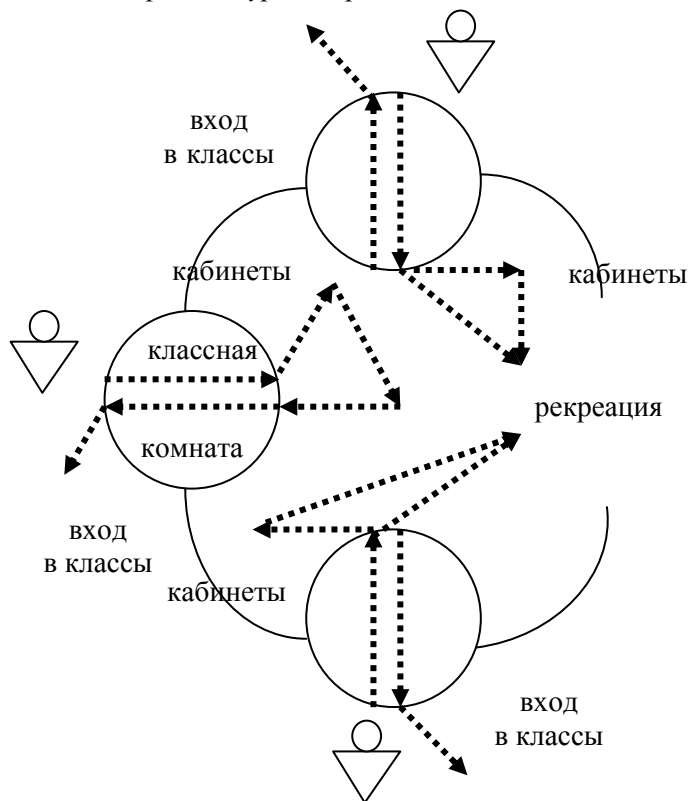 вход
в классы
кабинеты
кабинеты
классная
рекреация
комната
вход
в классы
кабинеты
вход
в классы